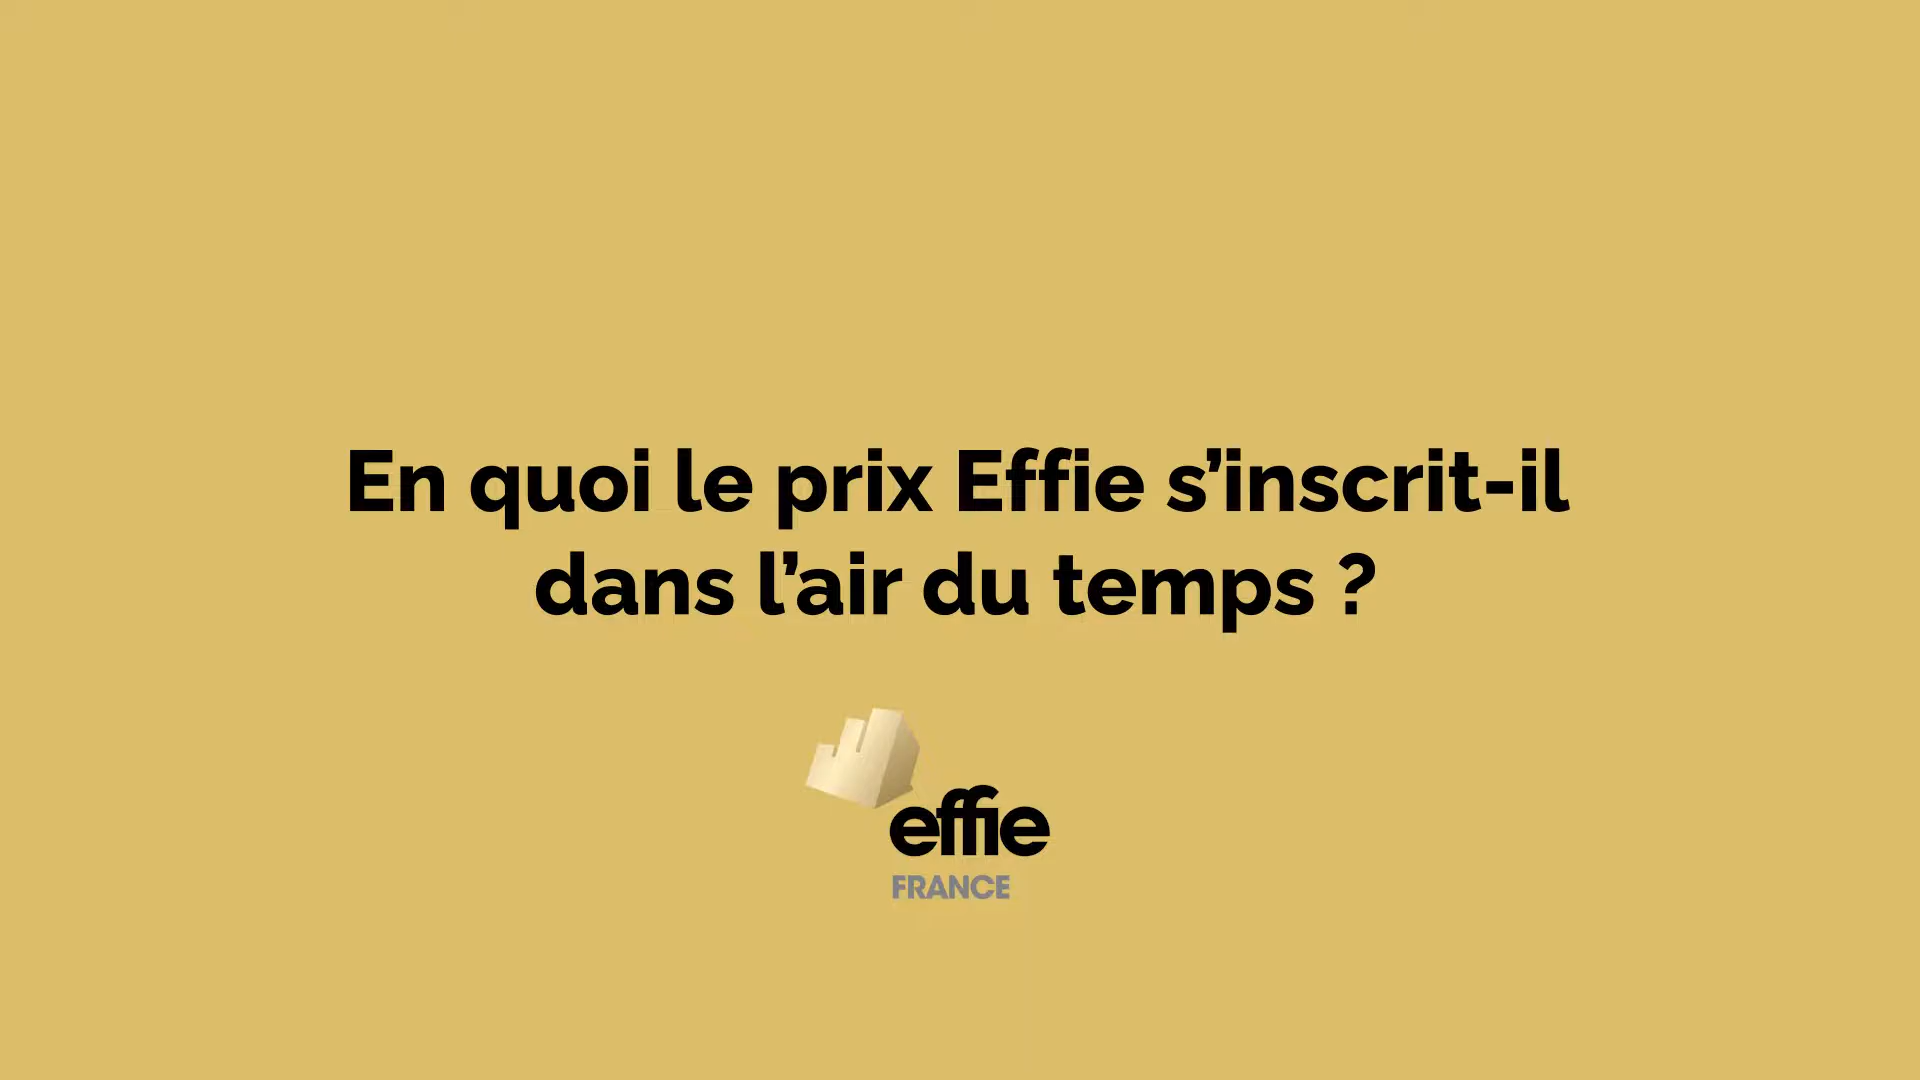 En quoi le prix Effie s’inscrit-il
dans l’air du temps ?
effie
FRANCE